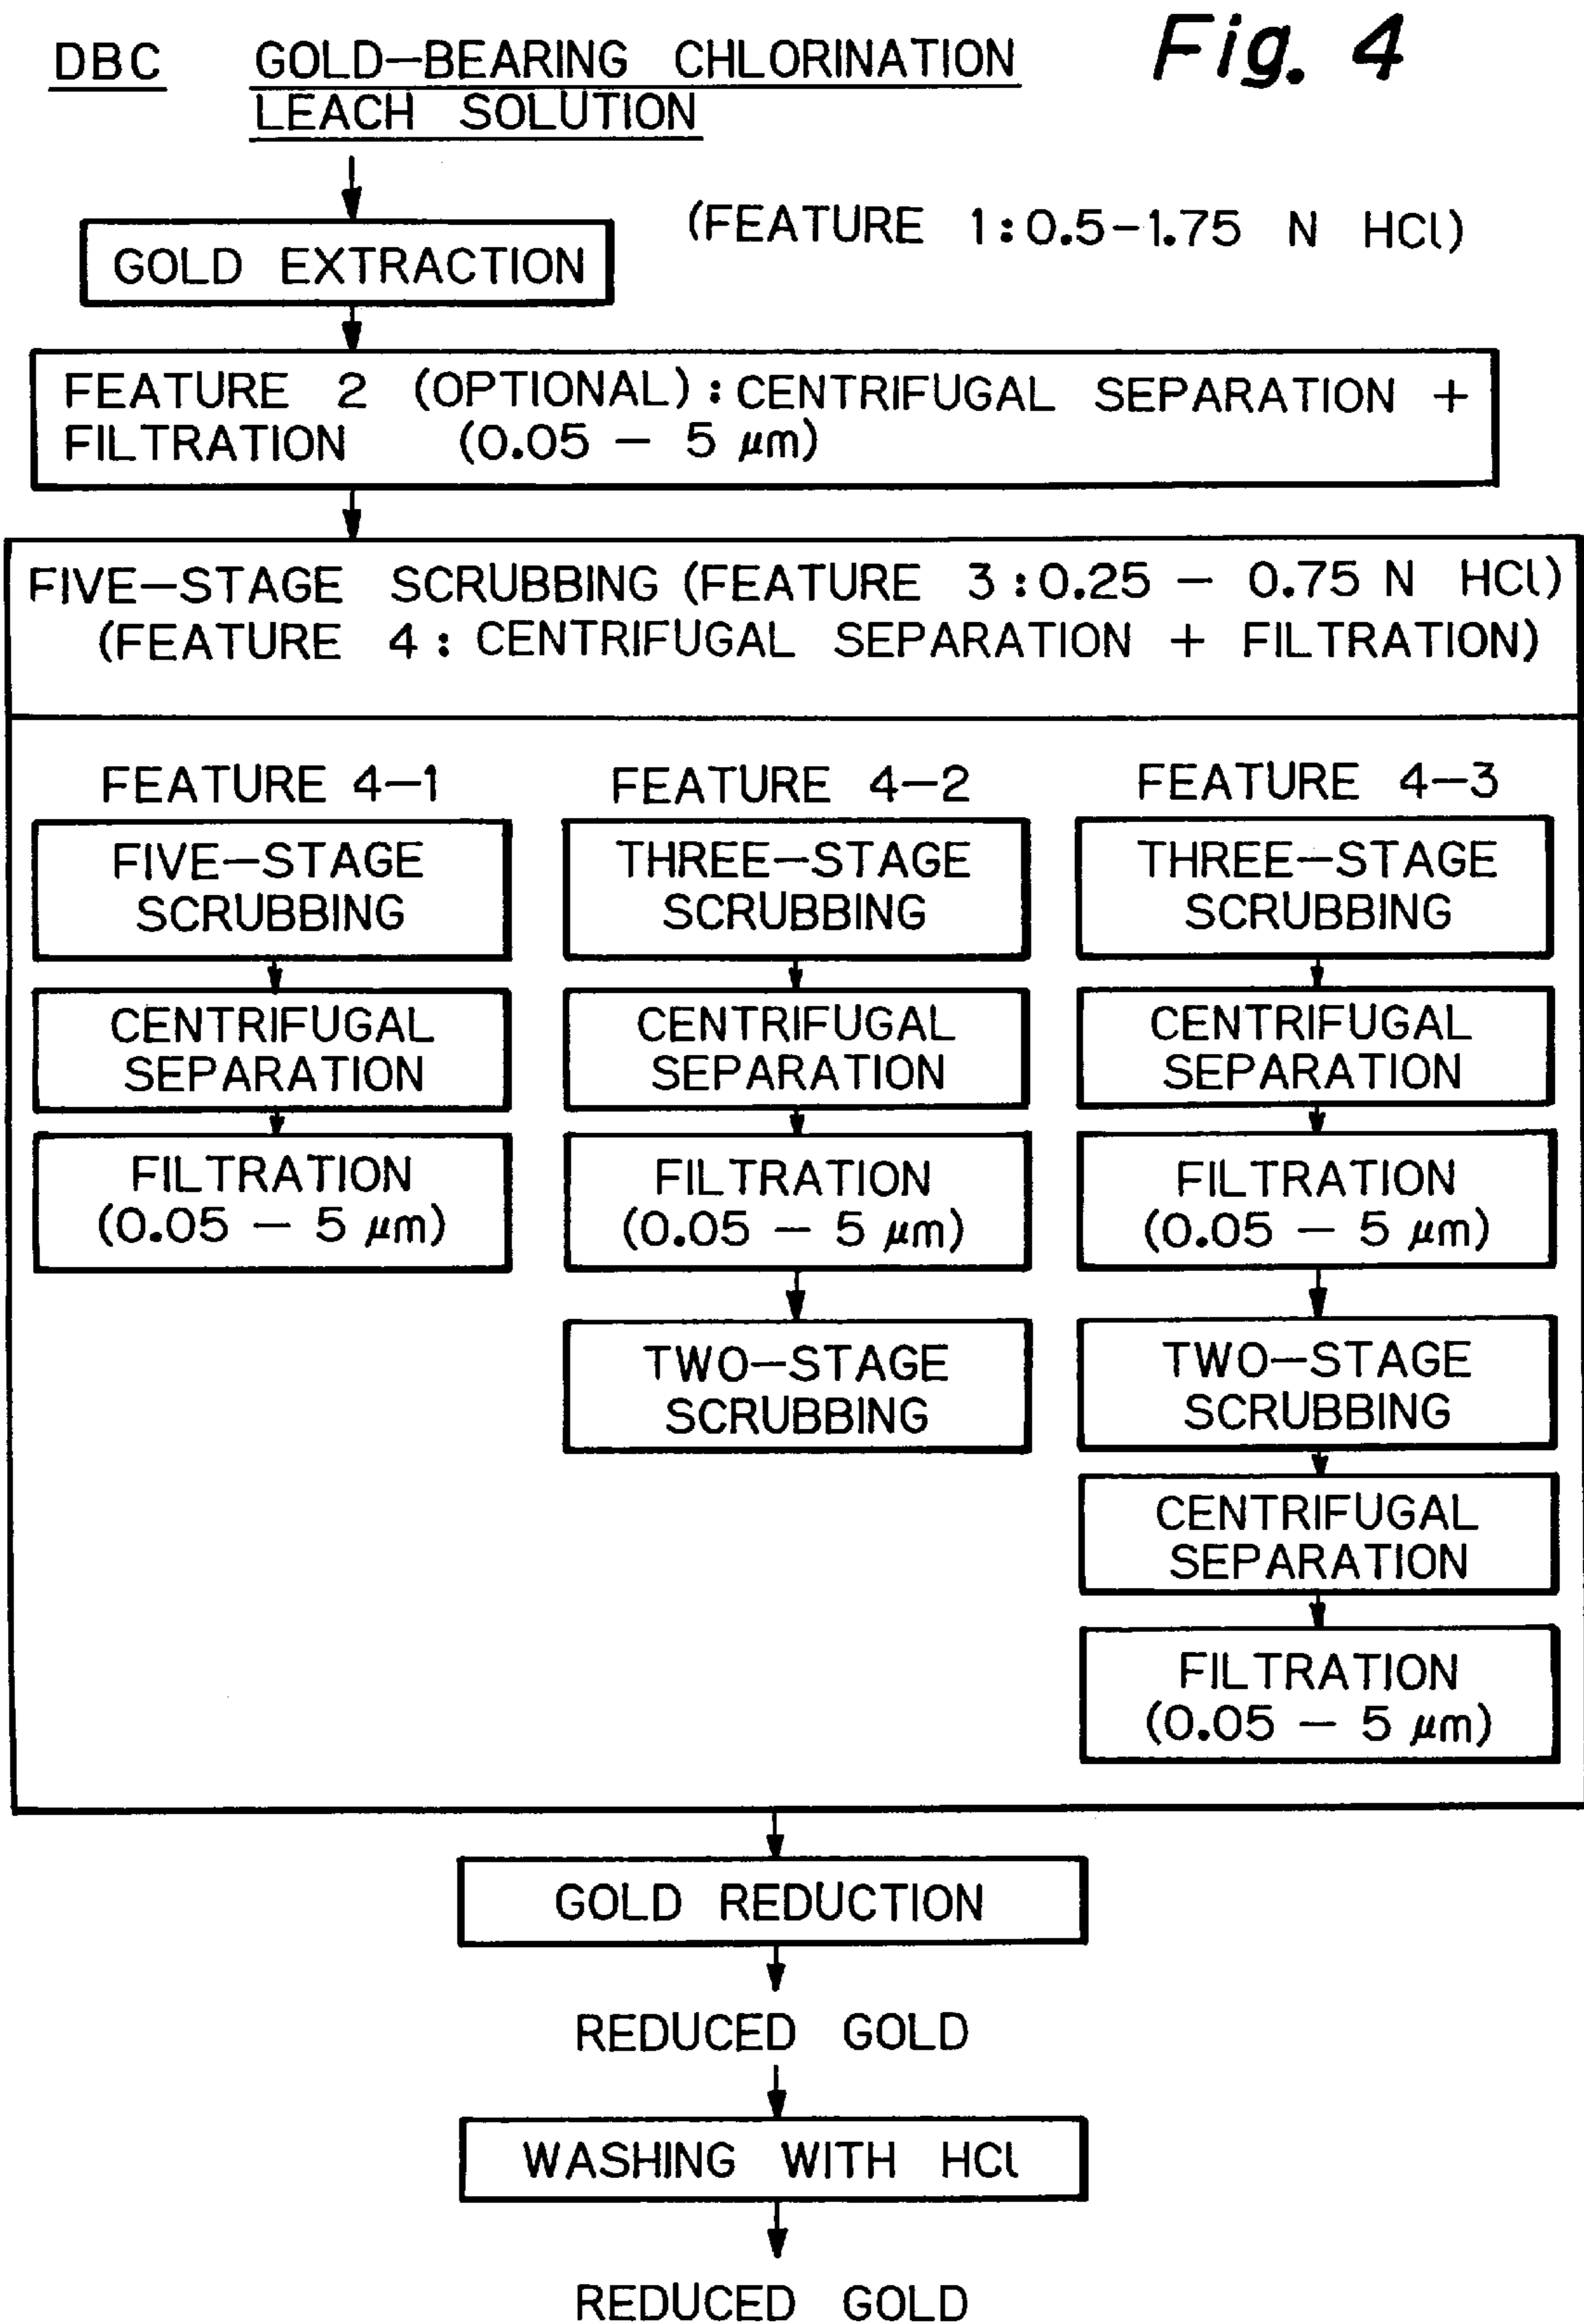 Fig. 4
DBC GOLD—BEARING CHLORINATION
LEACH SOLUTION
(FEATURE 1:0.5-1.75 N HCl)
GOLD EXTRACTION
FEATURE 2 (OPTIONAL):CENTRIFUGAL SEPARATION +
FILTRATION (0.05 — 5 μm)
FIVE—STAGE SCRUBBING (FEATURE 3:0.25 — 0.75 N HCl)
(FEATURE 4: CENTRIFUGAL SEPARATION + FILTRATION)
FEATURE 4—1
FIVE—STAGE
SCRUBBING
CENTRIFUGAL
SEPARATION
FILTRATION
(0.05 — 5 μm)
FEATURE 4—2
THREE—STAGE
SCRUBBING
CENTRIFUGAL
SEPARATION
FILTRATION
(0.05 — 5 μm)
TWO—STAGE
SCRUBBING
FEATURE 4—3
THREE—STAGE
SCRUBBING
CENTRIFUGAL
SEPARATION
FILTRATION
(0.05 — 5 μm)
TWO—STAGE
SCRUBBING
CENTRIFUGAL
SEPARATION
FILTRATION
(0.05 — 5 μm)
GOLD REDUCTION
REDUCED GOLD
WASHING WITH HCl
REDUCED GOLD